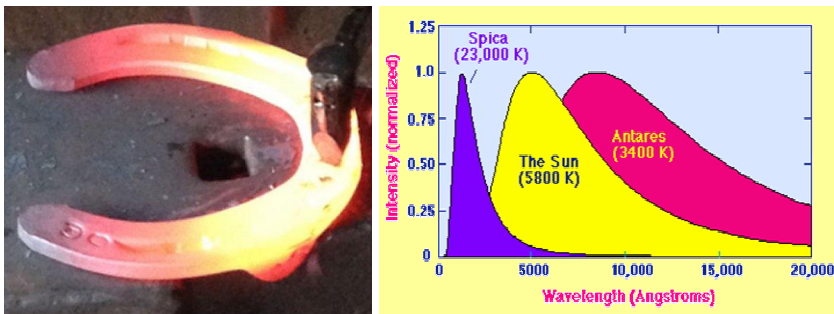 1.25
1.0
0.75
0.50
0.25
0
Intensity (normalized)
Spica
(23,000 K)
The Sun
(5800 K)
Antares
(3400 K)
0
5000
10,000
15,000
20,000
Wavelength (Angstroms)